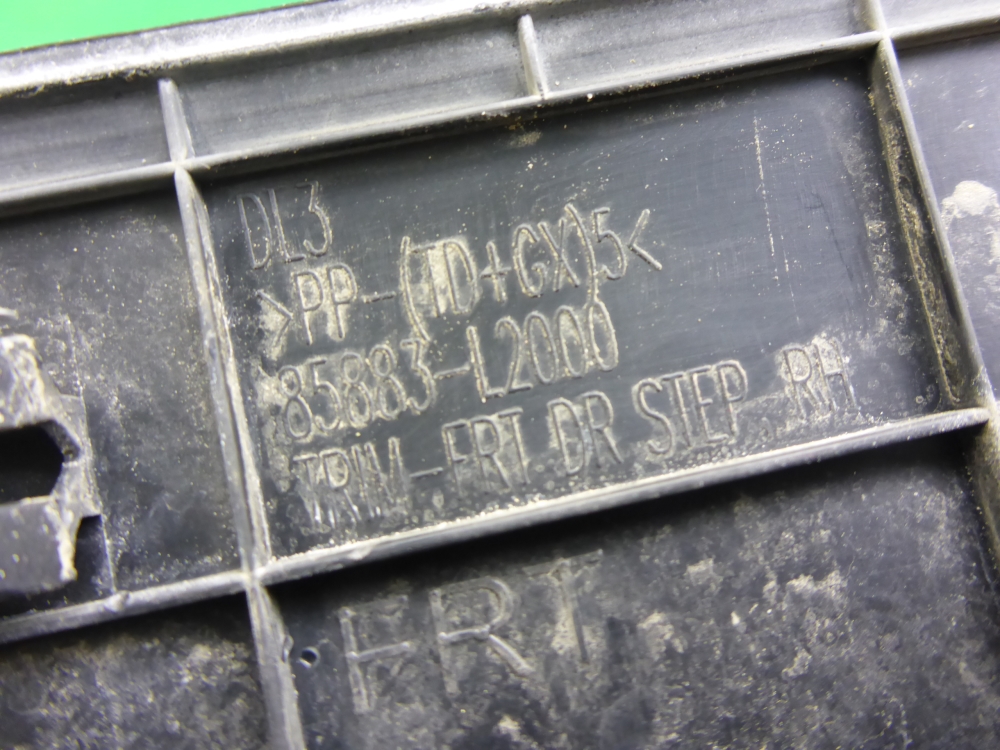 DL3
>PP-(TD+GX)5<
85883-L2000
TRIM-FRT DR STEP RH
FRT